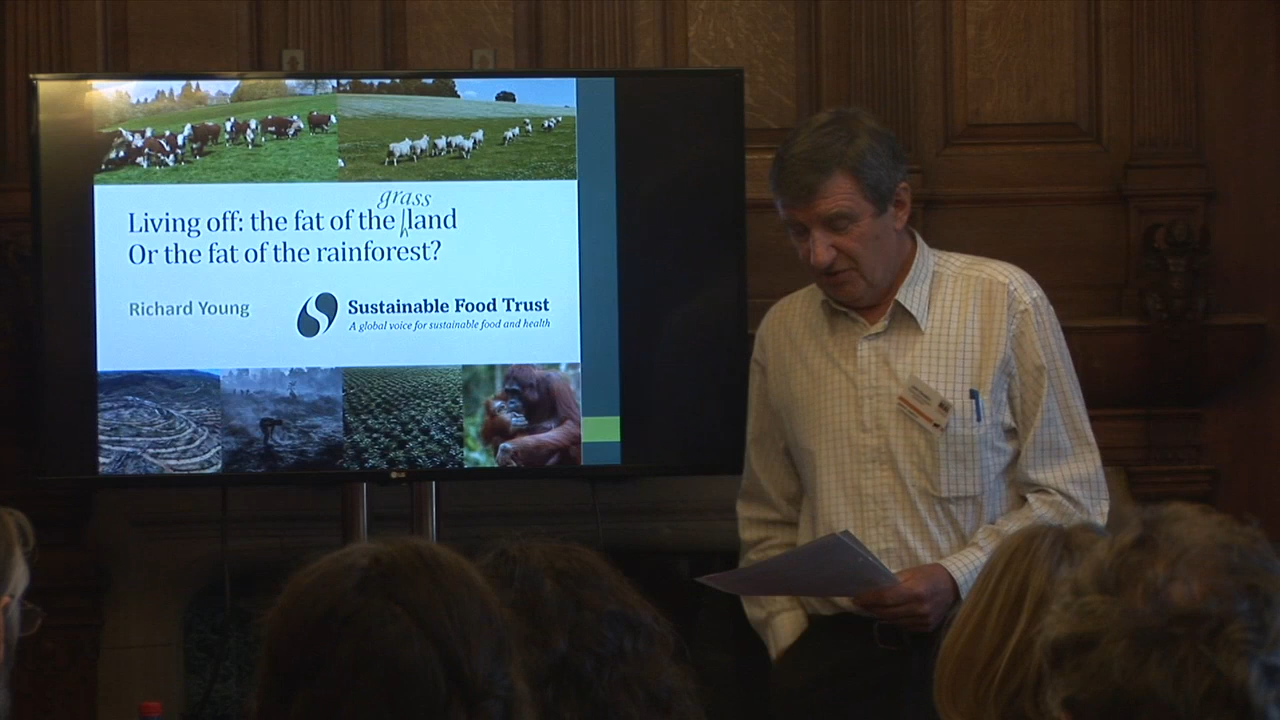 grass
Living off: the fat of the land
Or the fat of the rainforest?
Richard Young
Sustainable Food Trust
A global voice for sustainable food and health
LG